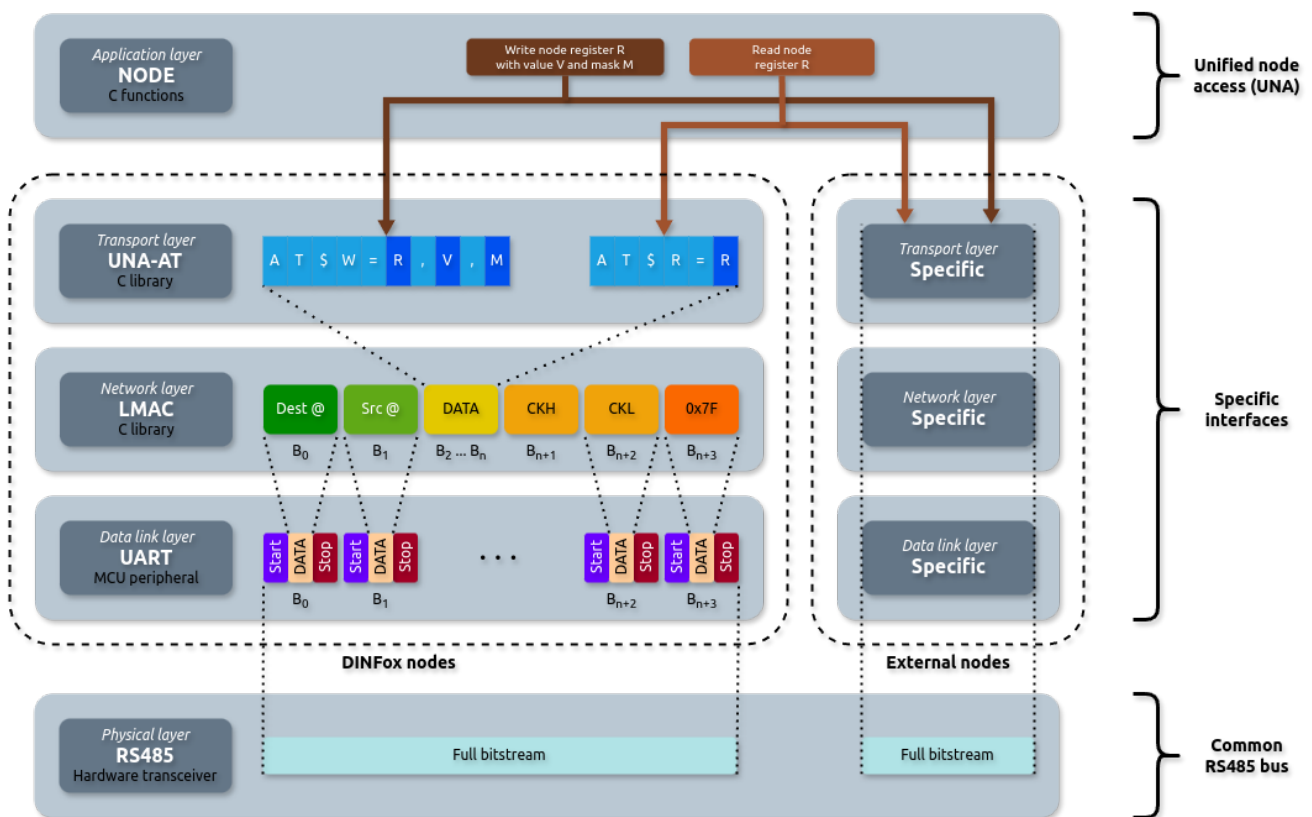 Application layer
NODE
C functions
Write node register R
with value V and mask M
Read node
register R
Unified node
access (UNA)
Transport layer
UNA-AT
C library
A T $ W = R , V , M
A T $ R = R
Transport layer
Specific
Network layer
LMAC
C library
Dest @
Src @
DATA
CKH
CKL
0x7F
B0
B1
B2 ... Bn
Bn+1
Bn+2
Bn+3
Network layer
Specific
Specific
interfaces
Data link layer
UART
MCU peripheral
Start DATA Stop
Start DATA Stop
...
Start DATA Stop
Start DATA Stop
B0
B1
Bn+2
Bn+3
Data link layer
Specific
DINFox nodes
External nodes
Physical layer
RS485
Hardware transceiver
Full bitstream
Full bitstream
Common
RS485 bus